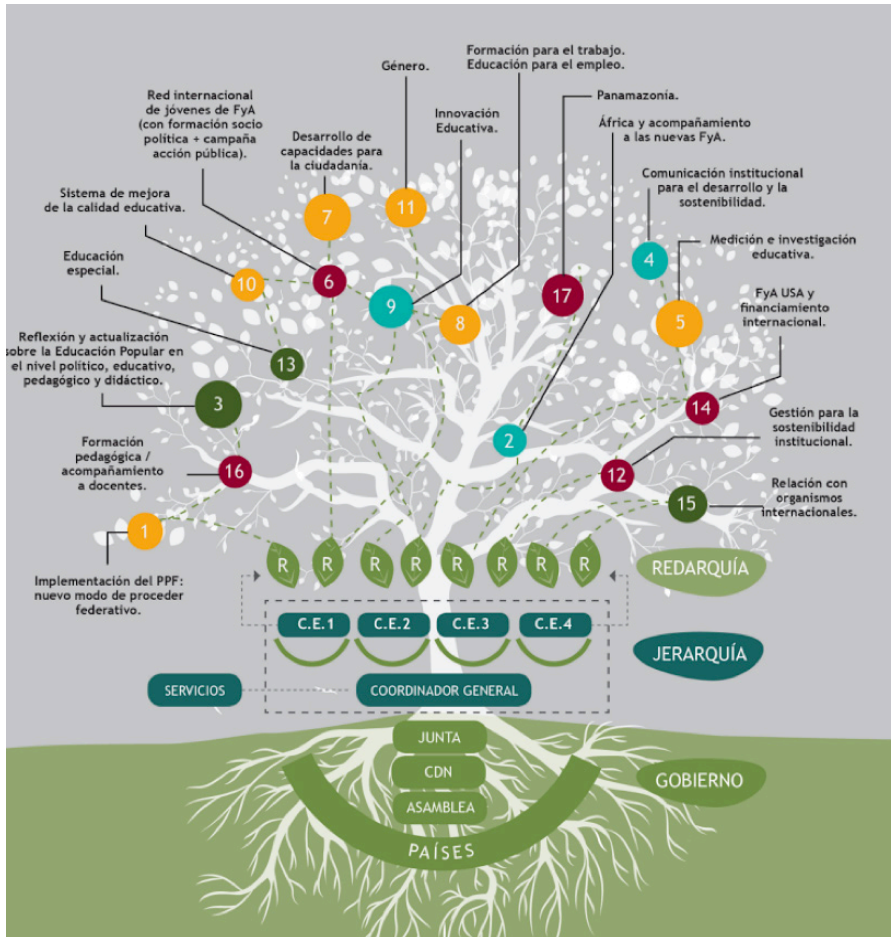 Formación para el trabajo.
Educación para el empleo.
Género.
Red internacional
de jóvenes de FyA
(con formación socio
política + campaña
acción pública).
Panamazonía.
Innovación
Educativa.
África y acompañamiento
a las nuevas FyA.
Desarrollo de
capacidades para
la ciudadanía.
Comunicación institucional
para el desarrollo y la
sostenibilidad.
Sistema de mejora
de la calidad educativa.
Medición e investigación
educativa.
Educación
especial.
FyA USA y
financiamiento
internacional.
Reflexión y actualización
sobre la Educación Popular en
el nivel político, educativo,
pedagógico y didáctico.
Gestión para la
sostenibilidad
institucional.
Formación
pedagógica /
acompañamiento
a docentes.
Relación con
organismos
internacionales.
Implementación del PPF:
nuevo modo de proceder
federativo.
7
11
4
10
6
9
8
17
5
13
3
2
14
16
12
15
1
R R R R R R R R
REDARQUÍA
C.E.1 C.E.2 C.E.3 C.E.4
JERARQUÍA
SERVICIOS
COORDINADOR GENERAL
JUNTA
CDN
GOBIERNO
ASAMBLEA
PAÍSES